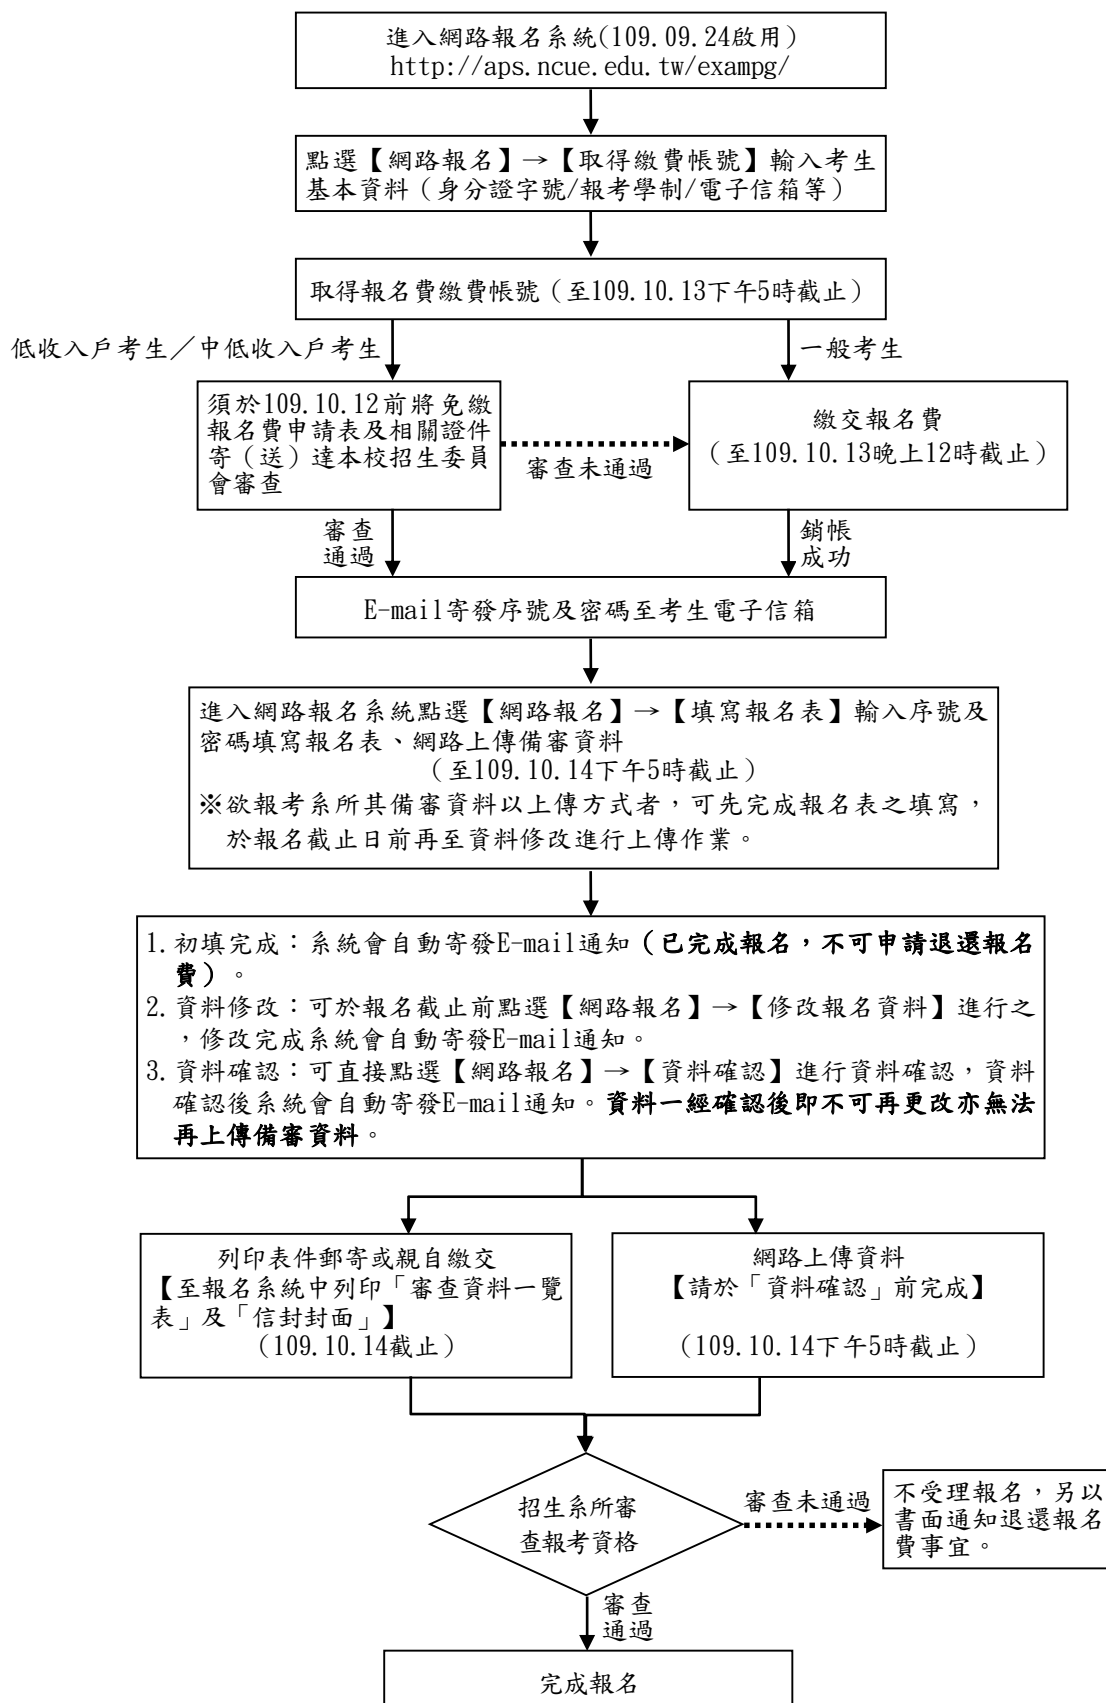 進入網路報名系統(109.09.24啟用)
http://aps.ncue.edu.tw/exampg/
點選【網路報名】→【取得繳費帳號】輸入考生
基本資料（身分證字號/報考學制/電子信箱等）
取得報名費繳費帳號（至109.10.13下午5時截止）
低收入戶考生／中低收入戶考生
一般考生
須於109.10.12前將免繳
報名費申請表及相關證件
寄（送）達本校招生委員
會審查
審查未通過
繳交報名費
（至109.10.13晚上12時截止）
審查
通過
銷帳
成功
E-mail寄發序號及密碼至考生電子信箱
進入網路報名系統點選【網路報名】→【填寫報名表】輸入序號及
密碼填寫報名表、網路上傳備審資料
（至109.10.14下午5時截止）
※欲報考系所其備審資料以上傳方式者，可先完成報名表之填寫，
於報名截止日前再至資料修改進行上傳作業。
1.初填完成：系統會自動寄發E-mail通知（已完成報名，不可申請退還報名
費）。
2.資料修改：可於報名截止前點選【網路報名】→【修改報名資料】進行之
，修改完成系統會自動寄發E-mail通知。
3.資料確認：可直接點選【網路報名】→【資料確認】進行資料確認，資料
確認後系統會自動寄發E-mail通知。資料一經確認後即不可再更改亦無法
再上傳備審資料。
列印表件郵寄或親自繳交
【至報名系統中列印「審查資料一覽
表」及「信封封面」】
（109.10.14截止）
網路上傳資料
【請於「資料確認」前完成】
（109.10.14下午5時截止）
招生系所審
查報考資格
審查未通過
不受理報名，另以
書面通知退還報名
費事宜。
審查
通過
完成報名